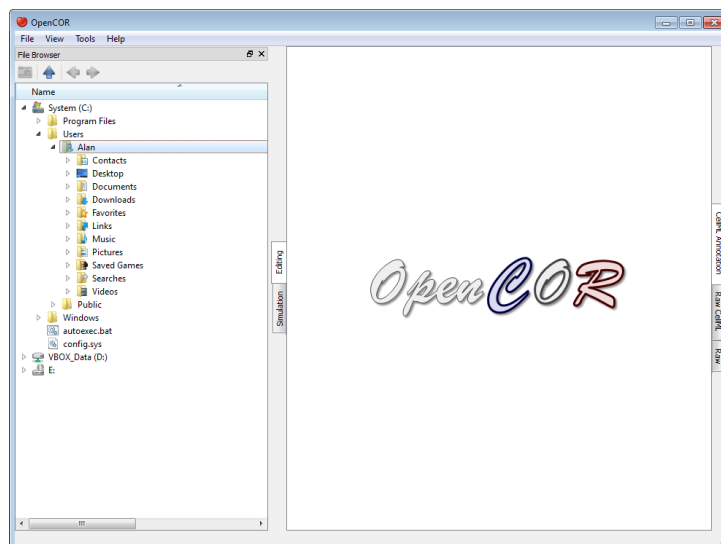 OpenCOR
File View Tools Help
File Browser
Name
System (C:)
Program Files
Users
Alan
Contacts
Desktop
Documents
Downloads
Favorites
Links
Music
Pictures
Saved Games
Searches
Videos
Public
Windows
autoexec.bat
config.sys
VBOX_Data (D:)
E:
Editing
Simulation
OpenCOR
CellML Annotation
Raw CellML
Raw